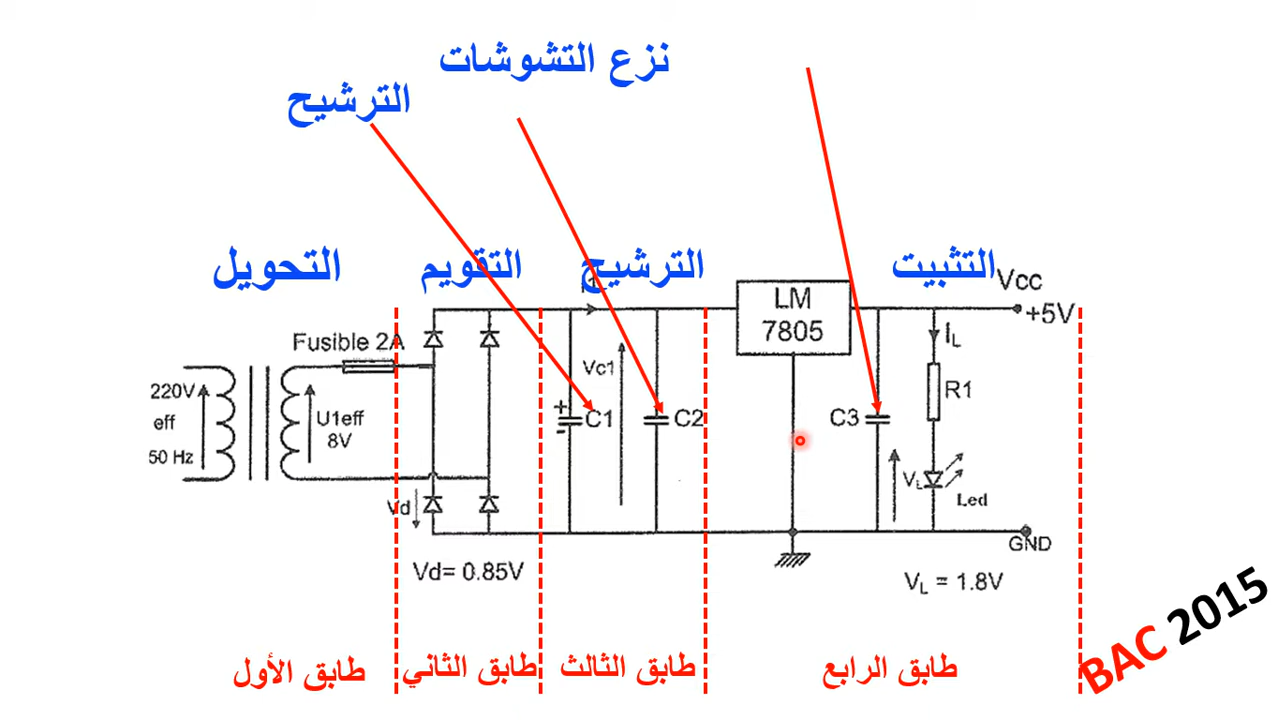 نزع التشوشات
الترشيح
التحويل
التقويم
الترشيح
التثبيت
Vcc
+5V
LM
7805
Fusible 2A
220V
eff
50 Hz
U1eff
8V
Vd
Vd= 0.85V
+
-
C1
Vc1
C2
C3
IL
R1
VL
Led
GND
VL = 1.8V
طابق الأول
طابق الثاني
طابق الثالث
طابق الرابع
BAC 2015